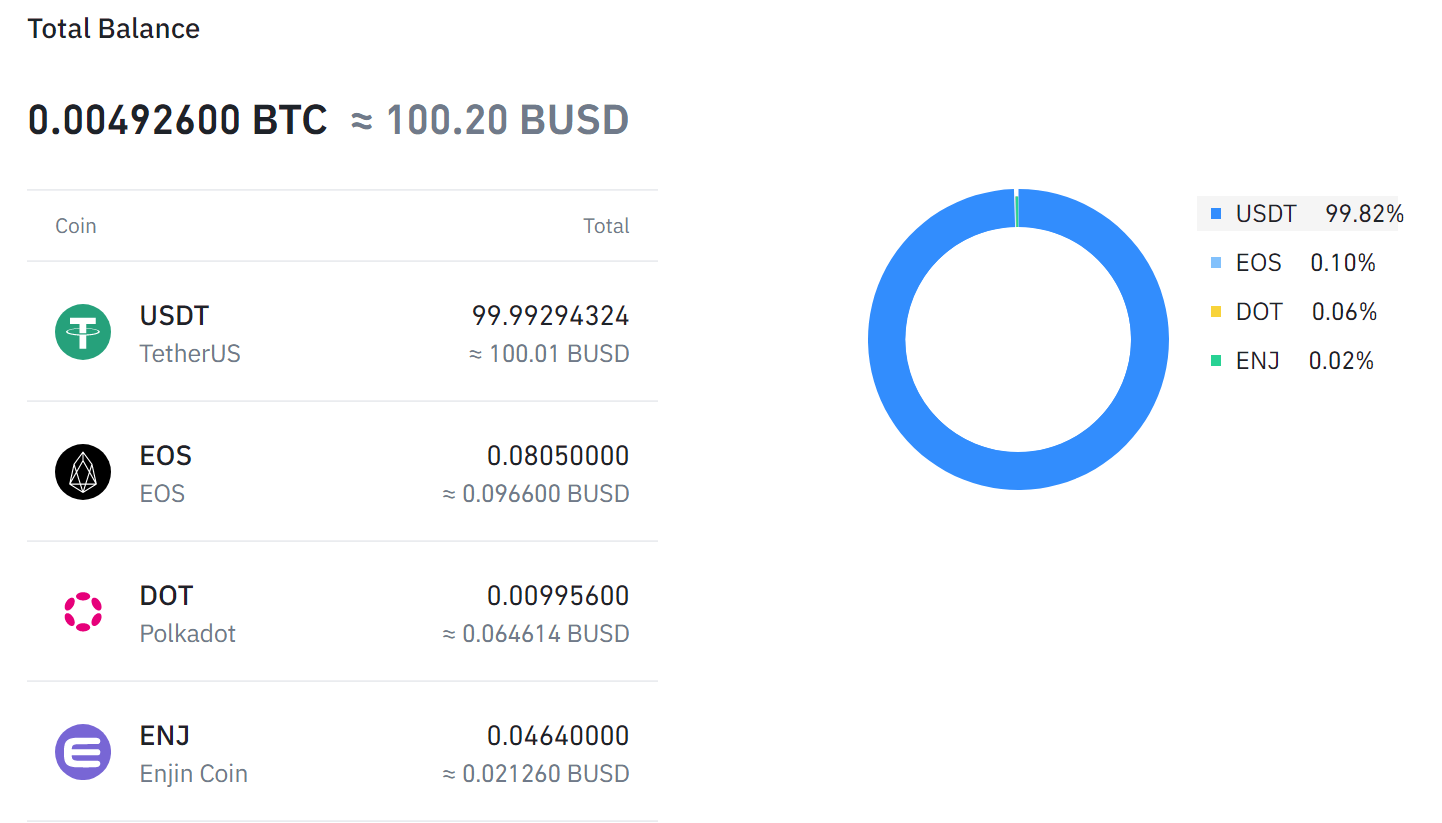 Total Balance
0.00492600 BTC ≈ 100.20 BUSD
Coin Total
USDT 99.99294324
TetherUS ≈ 100.01 BUSD
EOS 0.08050000
EOS ≈ 0.096600 BUSD
DOT 0.00995600
Polkadot ≈ 0.064614 BUSD
ENJ 0.04640000
Enjin Coin ≈ 0.021260 BUSD
USDT 99.82%
EOS 0.10%
DOT 0.06%
ENJ 0.02%